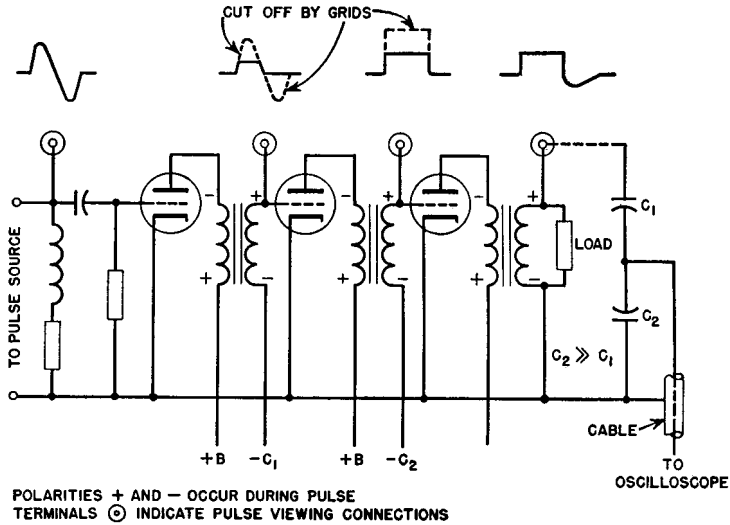 CUT OFF BY GRIDS
TO PULSE SOURCE
-
+
+
-
-
+
+
-
-
+
+
-
LOAD
C₁
C₂
C₂ ≫ C₁
CABLE
TO
OSCILLOSCOPE
+B
-C₁
+B
-C₂
POLARITIES + AND - OCCUR DURING PULSE
TERMINALS ⊚ INDICATE PULSE VIEWING CONNECTIONS